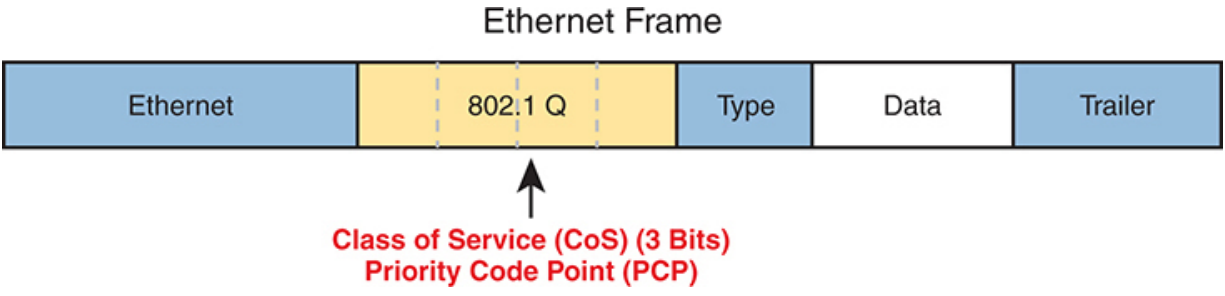 Ethernet Frame
Ethernet 802.1 Q Type Data Trailer
Class of Service (CoS) (3 Bits)
Priority Code Point (PCP)